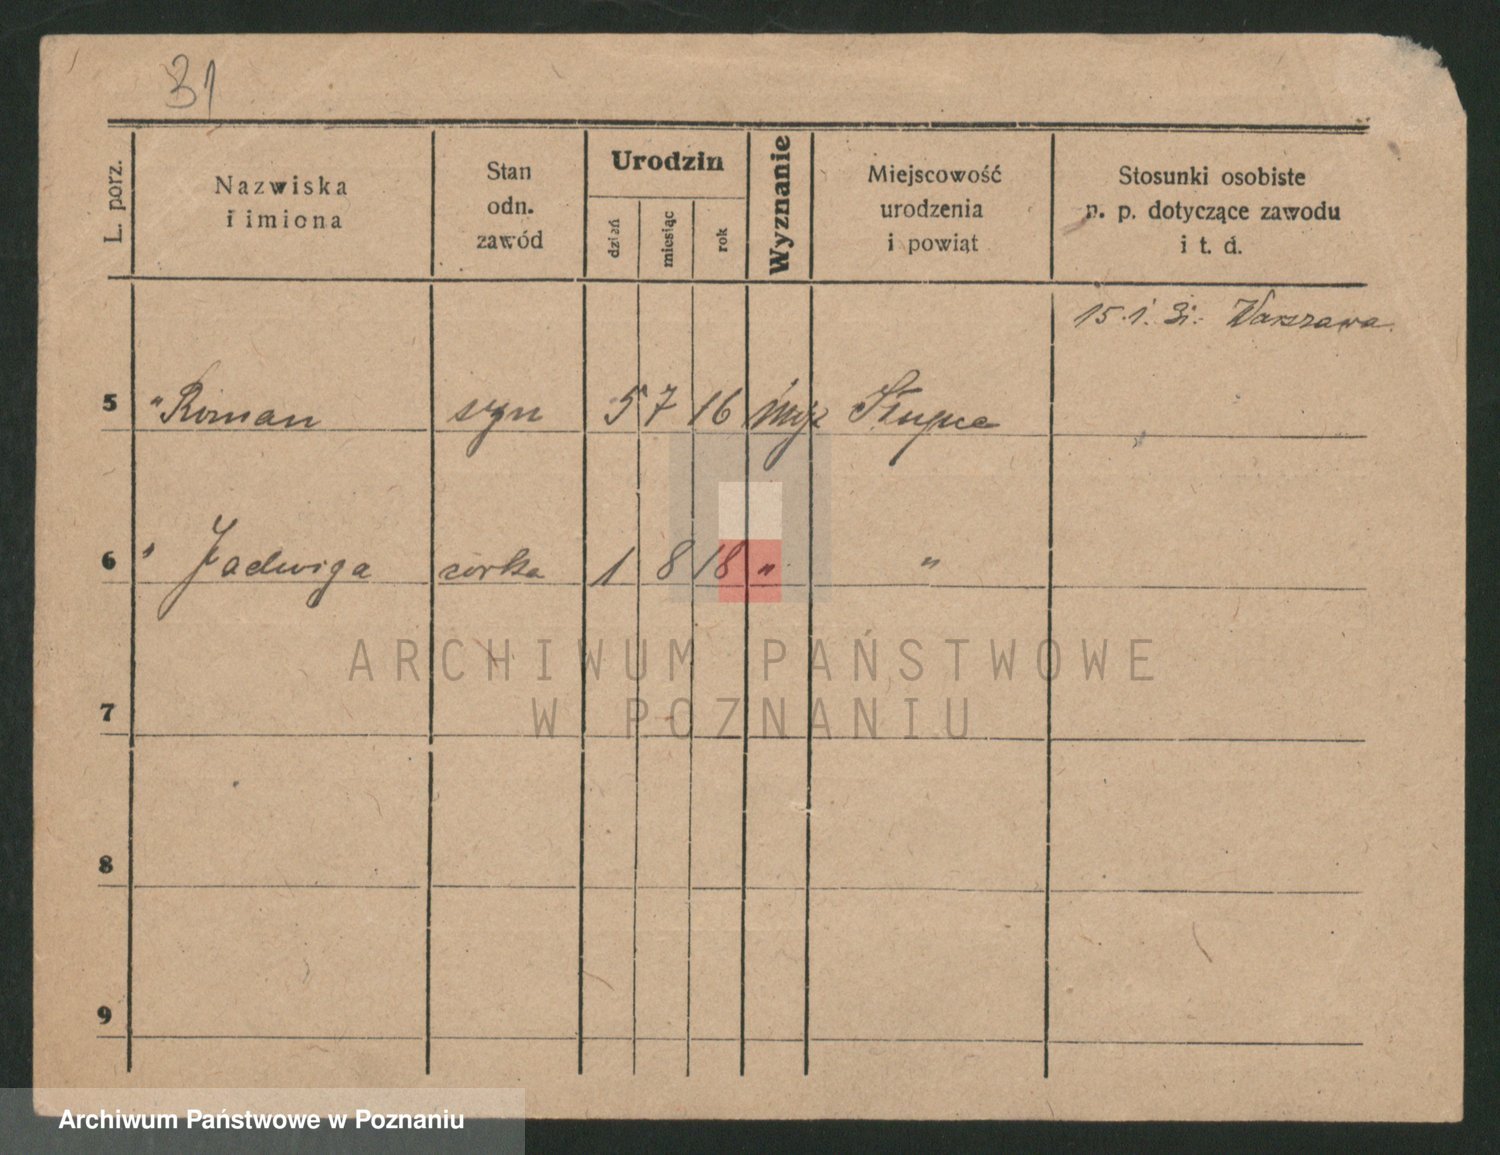 31
L. porz.
Nazwiska
i imiona
Stan
odn.
zawód
Urodzin
dzień
miesiąc
rok
Wyznanie
Miejscowość
urodzenia
i powiąt
Stosunki osobiste
n. p. dotyczące zawodu
i t. d.
15.1.31. Warszawa
5 " Roman syn 5 7 16 Słupca
6 " Jadwiga córka 1 8 18 " "
ARCHIWUM PAŃSTWOWE
W POZNANIU
7
8
9
Archiwum Państwowe w Poznaniu